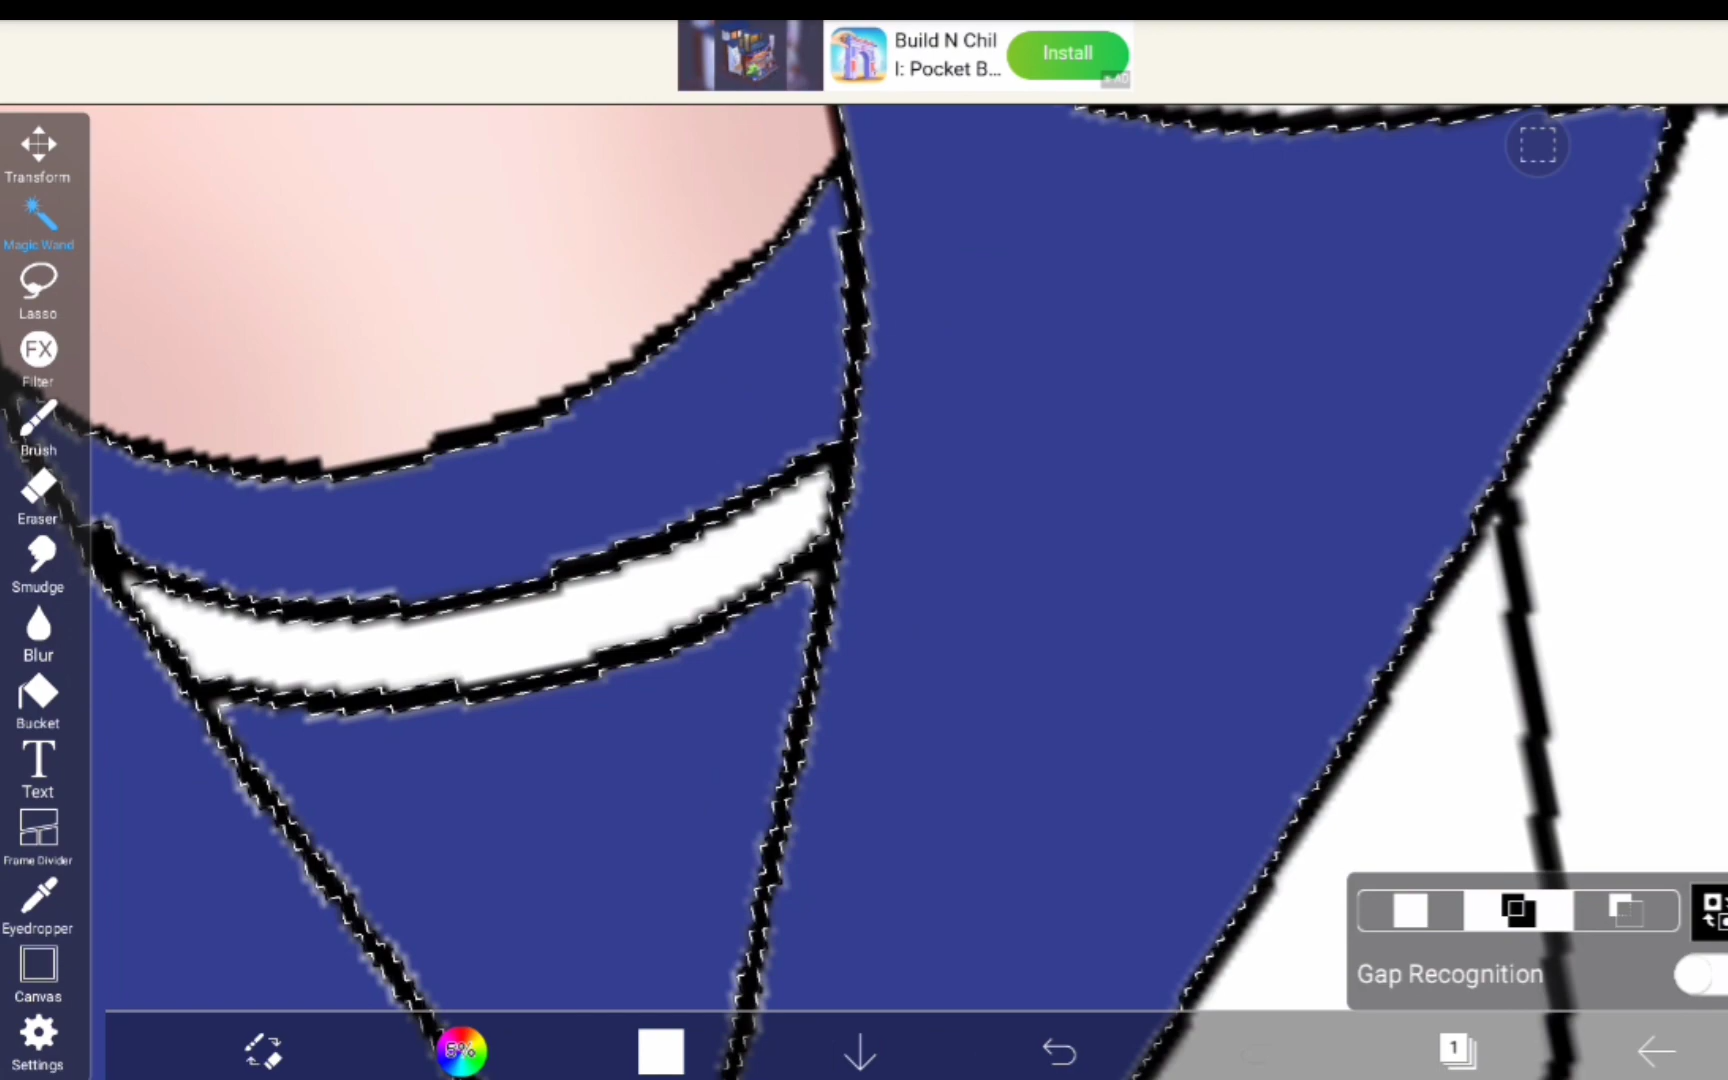 Build N Chil
l: Pocket B...
Install
Transform
Magic Wand
Lasso
FX
Filter
Brush
Eraser
Smudge
Blur
Bucket
T
Text
Frame Divider
Eyedropper
Canvas
Settings
Gap Recognition
5%
1